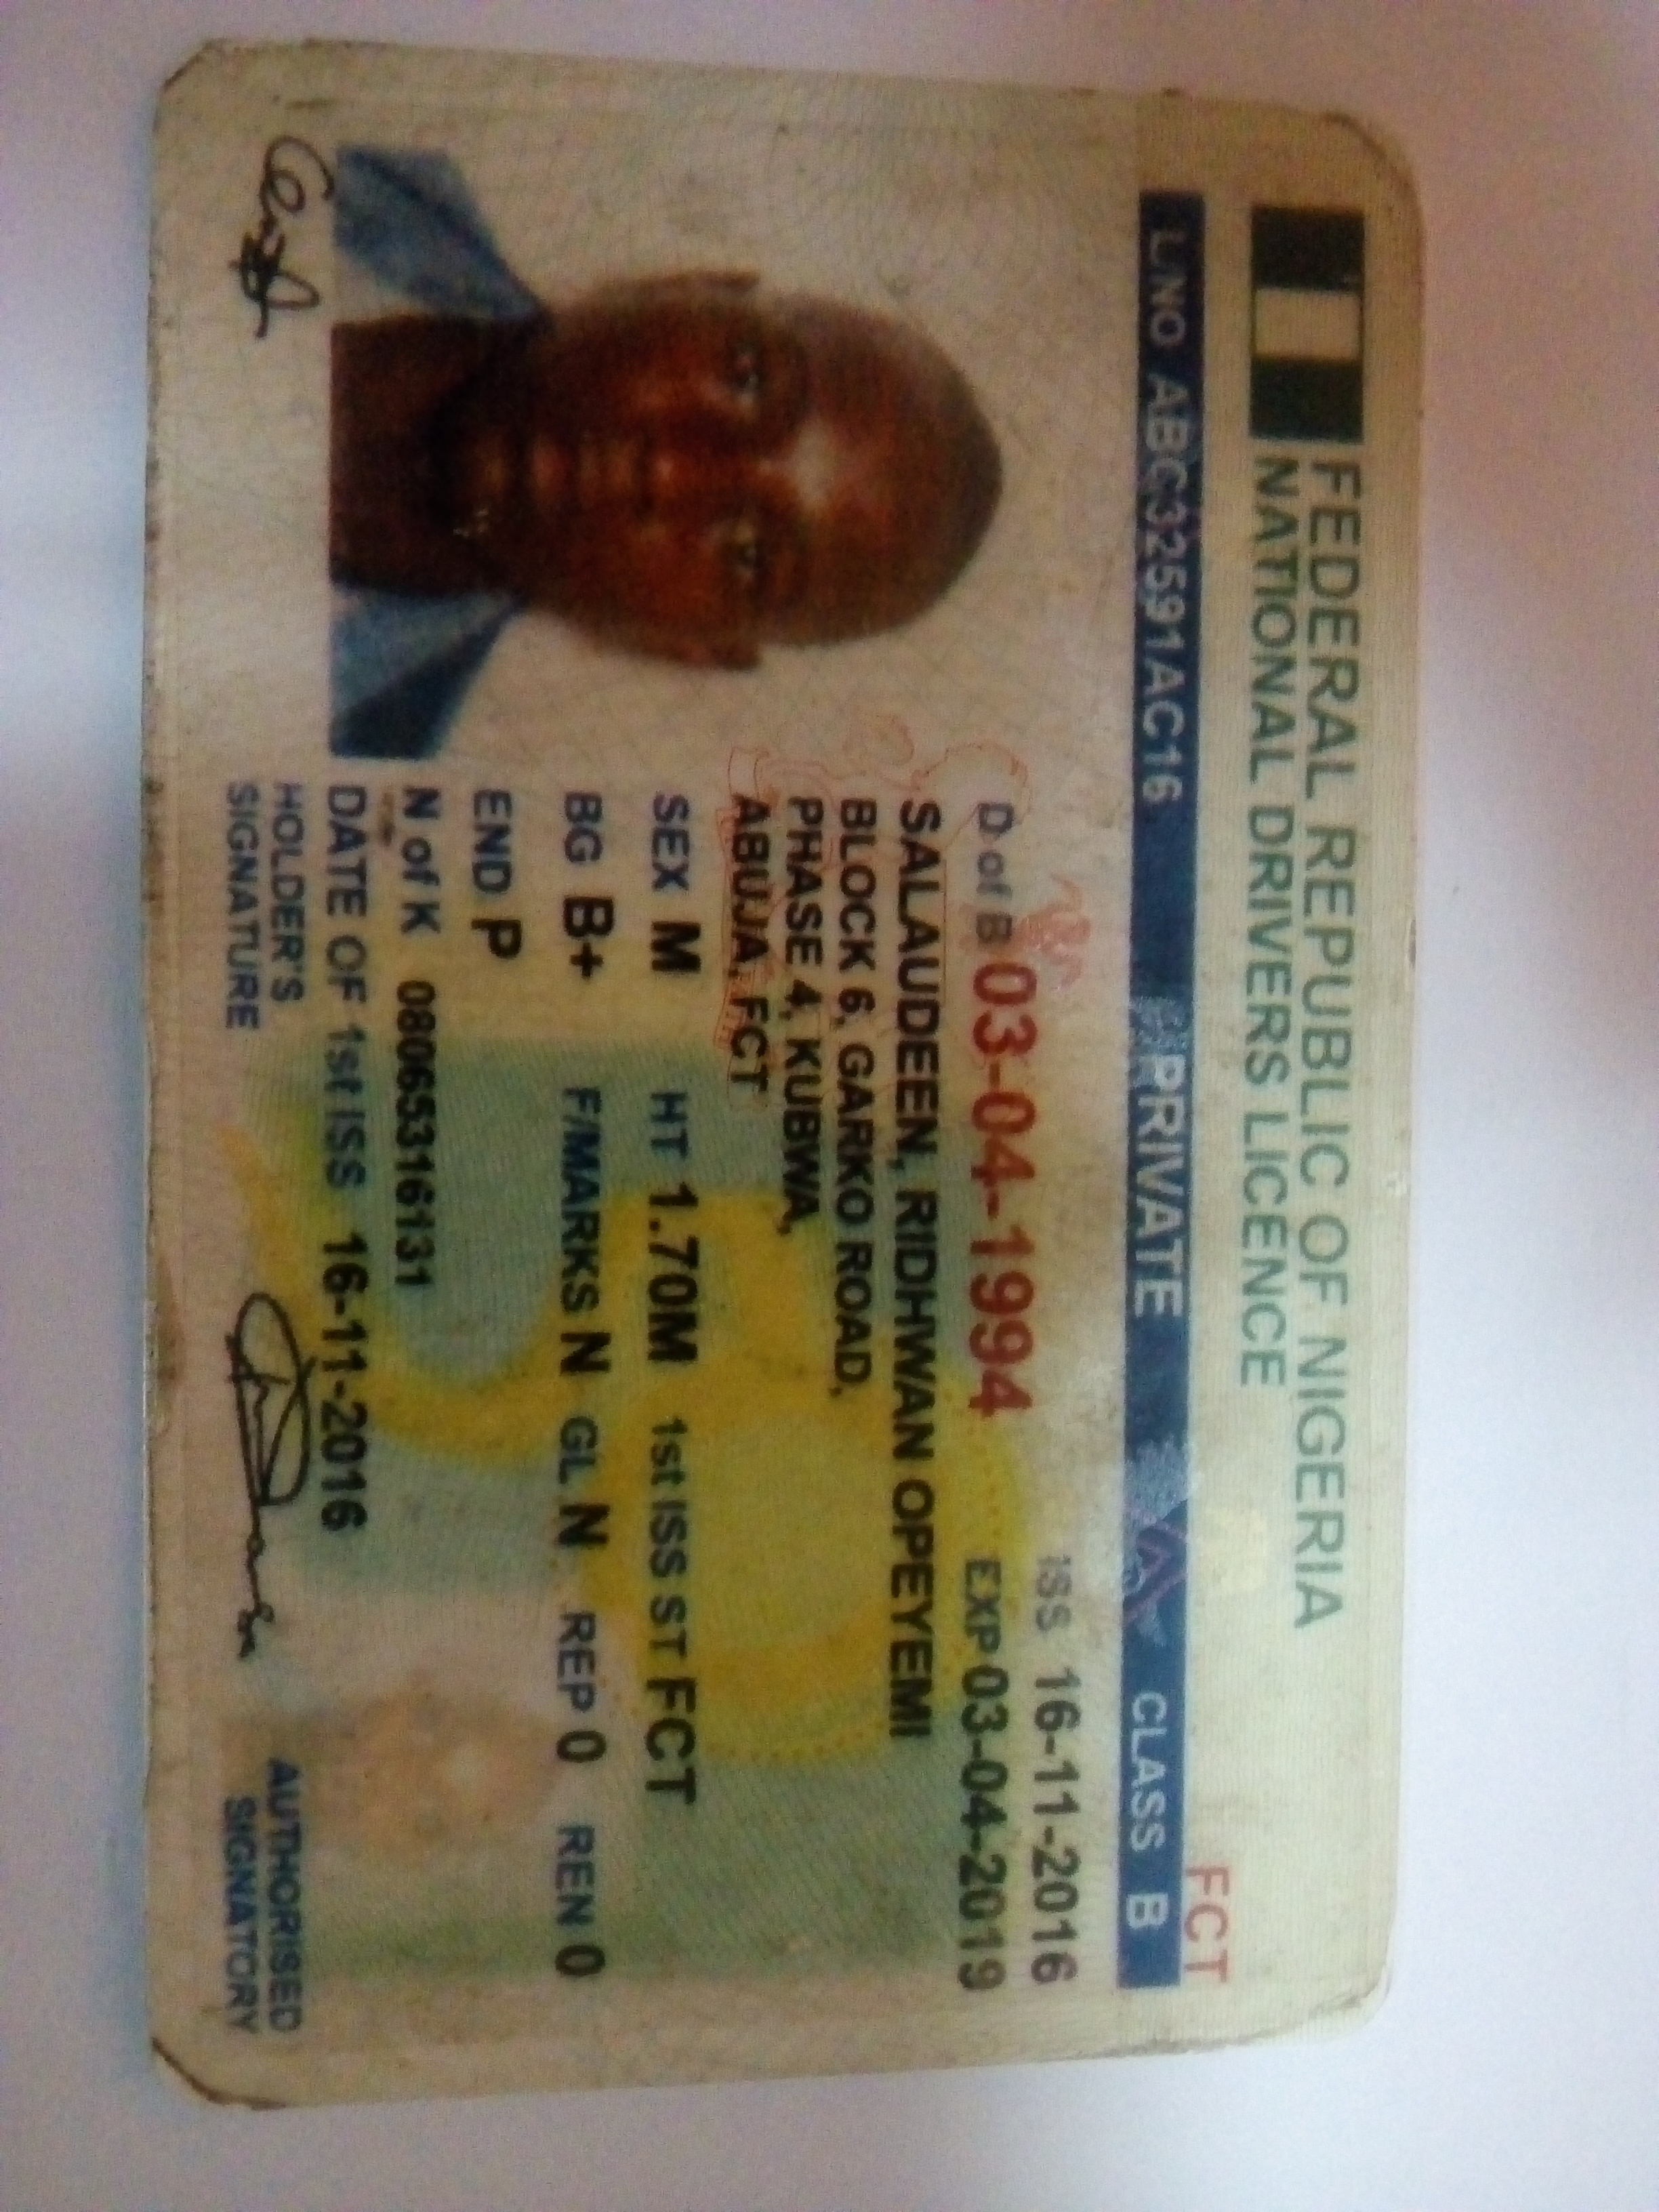 FEDERAL REPUBLIC OF NIGERIA
NATIONAL DRIVERS LICENCE
FCT
L/NO ABC32591AC16 PRIVATE CLASS B
ISS 16-11-2016
D of B 03-04-1994 EXP 03-04-2019
SALAUDEEN, RIDHWAN OPEYEMI
BLOCK 6, GARKO ROAD,
PHASE 4, KUBWA,
ABUJA, FCT
SEX M HT 1.70M 1st ISS ST FCT
BG B+ F/MARKS N GL N REP 0 REN 0
END P
N of K 08065316131
DATE OF 1st ISS 16-11-2016
HOLDER'S
SIGNATURE
AUTHORISED
SIGNATORY